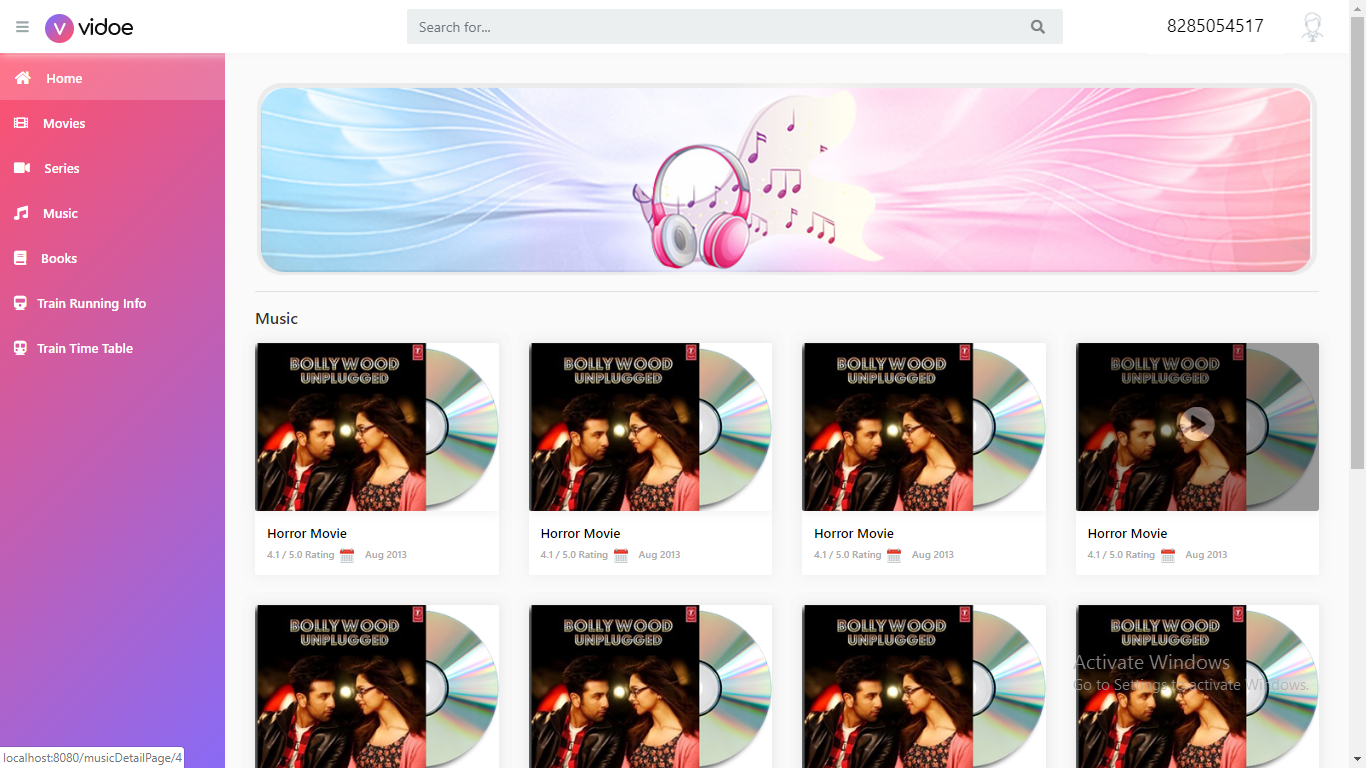 vidoe
Search for...
8285054517
Home
Movies
Series
Music
Books
Train Running Info
Train Time Table
Music
BOLLYWOOD
UNPLUGGED
T
BOLLYWOOD
UNPLUGGED
T
BOLLYWOOD
UNPLUGGED
T
BOLLYWOOD
UNPLUGGED
T
Horror Movie
4.1 / 5.0 Rating Aug 2013
Horror Movie
4.1 / 5.0 Rating Aug 2013
Horror Movie
4.1 / 5.0 Rating Aug 2013
Horror Movie
4.1 / 5.0 Rating Aug 2013
BOLLYWOOD
UNPLUGGED
T
BOLLYWOOD
UNPLUGGED
T
BOLLYWOOD
UNPLUGGED
T
BOLLYWOOD
UNPLUGGED
T
Activate Windows
Go to Settings to activate Windows.
localhost:8080/musicDetailPage/4